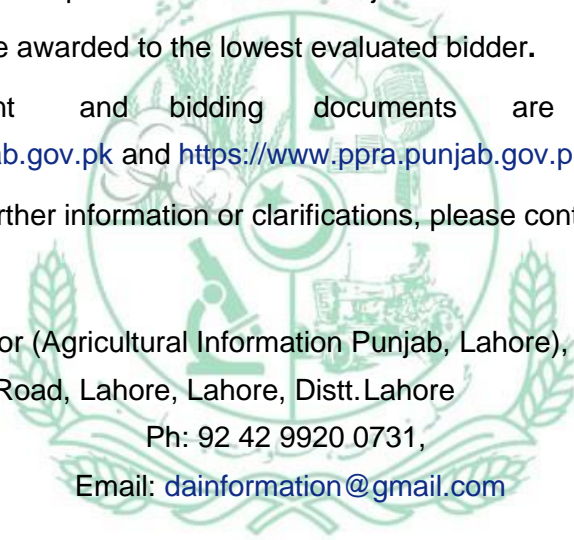 e awarded to the lowest evaluated bidder.
nt and bidding documents are
ab.gov.pk and https://www.ppra.punjab.gov.p
rther information or clarifications, please cont
or (Agricultural Information Punjab, Lahore),
Road, Lahore, Lahore, Distt.Lahore
Ph: 92 42 9920 0731,
Email: dainformation@gmail.com